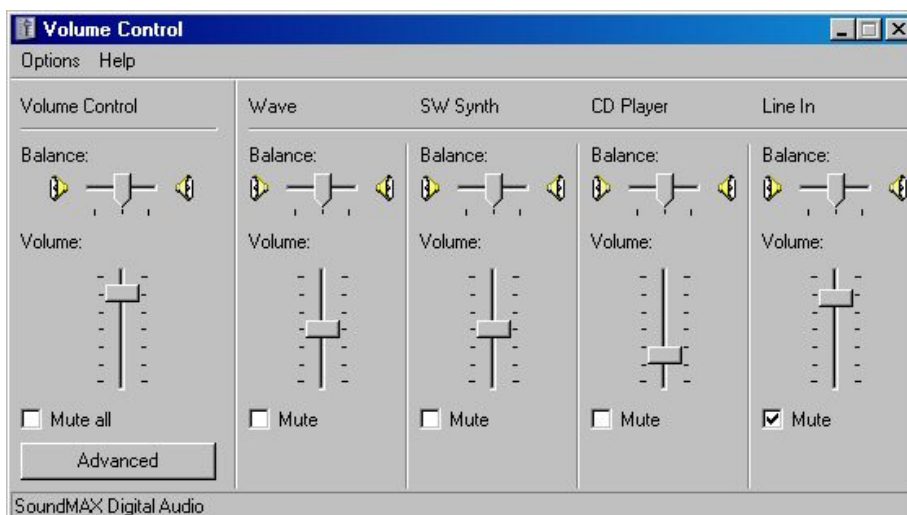 Volume Control
Options Help
Volume Control Wave SW Synth CD Player Line In
Balance: Balance: Balance: Balance: Balance:
Volume: Volume: Volume: Volume: Volume:
Mute all Mute Mute Mute Mute
Advanced
SoundMAX Digital Audio